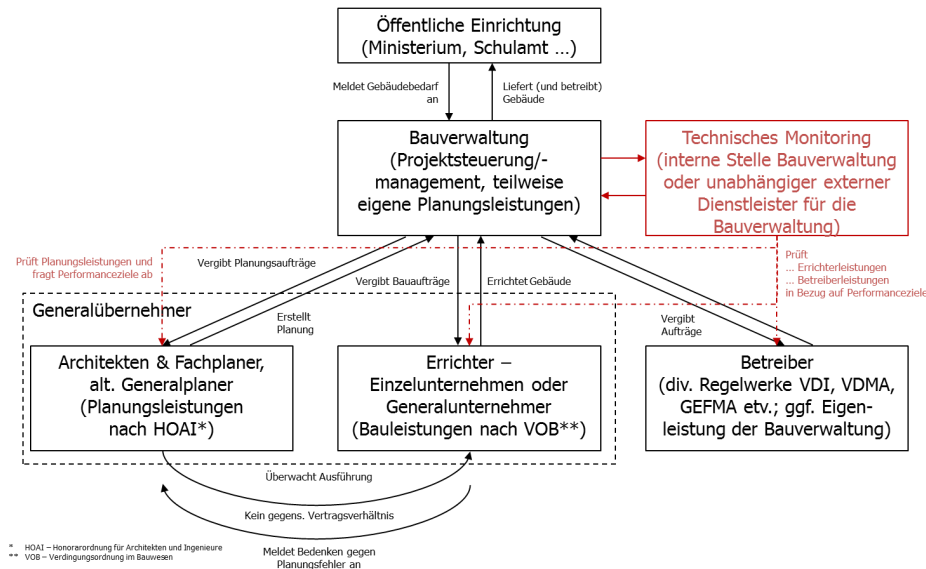 Öffentliche Einrichtung
(Ministerium, Schulamt …)
Meldet Gebäudebedarf
an
Liefert (und betreibt)
Gebäude
Bauverwaltung
(Projektsteuerung/-
management, teilweise
eigene Planungsleistungen)
Technisches Monitoring
(interne Stelle Bauverwaltung
oder unabhängiger externer
Dienstleister für die
Bauverwaltung)
Prüft Planungsleistungen und
fragt Performanceziele ab
Vergibt Planungsaufträge
Vergibt Bauaufträge
Errichtet Gebäude
Prüft
… Errichterleistungen
… Betreiberleistungen
in Bezug auf Performanceziele
Generalübernehmer
Erstellt
Planung
Vergibt
Aufträge
Architekten & Fachplaner,
alt. Generalplaner
(Planungsleistungen
nach HOAI*)
Errichter –
Einzelunternehmen oder
Generalunternehmer
(Bauleistungen nach VOB**)
Betreiber
(div. Regelwerke VDI, VDMA,
GEFMA etv.; ggf. Eigen-
leistung der Bauverwaltung)
Überwacht Ausführung
Kein gegens. Vertragsverhältnis
Meldet Bedenken gegen
Planungsfehler an
* HOAI – Honorarordnung für Architekten und Ingenieure
** VOB – Verdingungsordnung im Bauwesen